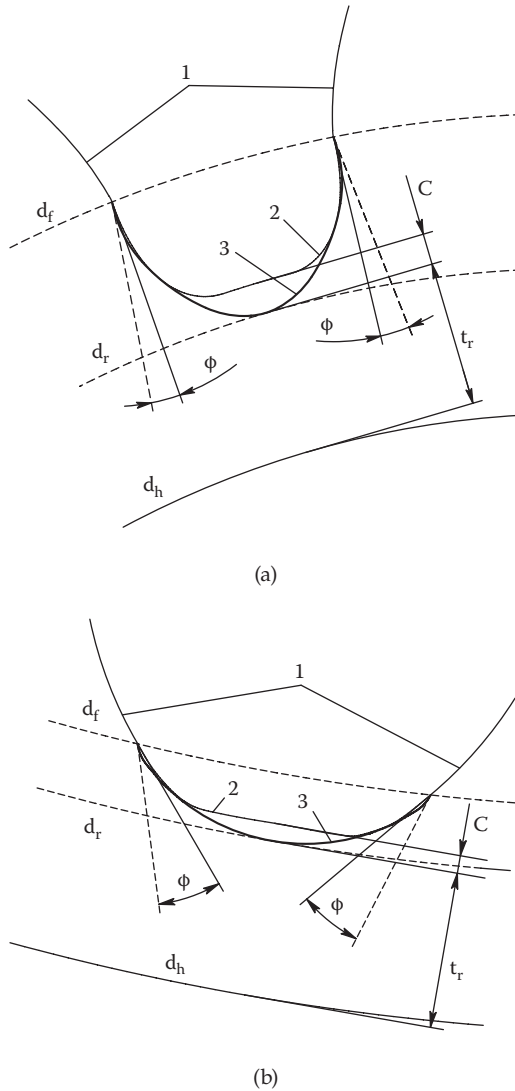 1
C
d_f
2
3
ϕ
t_r
d_r
ϕ
d_h
(a)
1
d_f
2
3
C
d_r
ϕ
ϕ
t_r
d_h
(b)